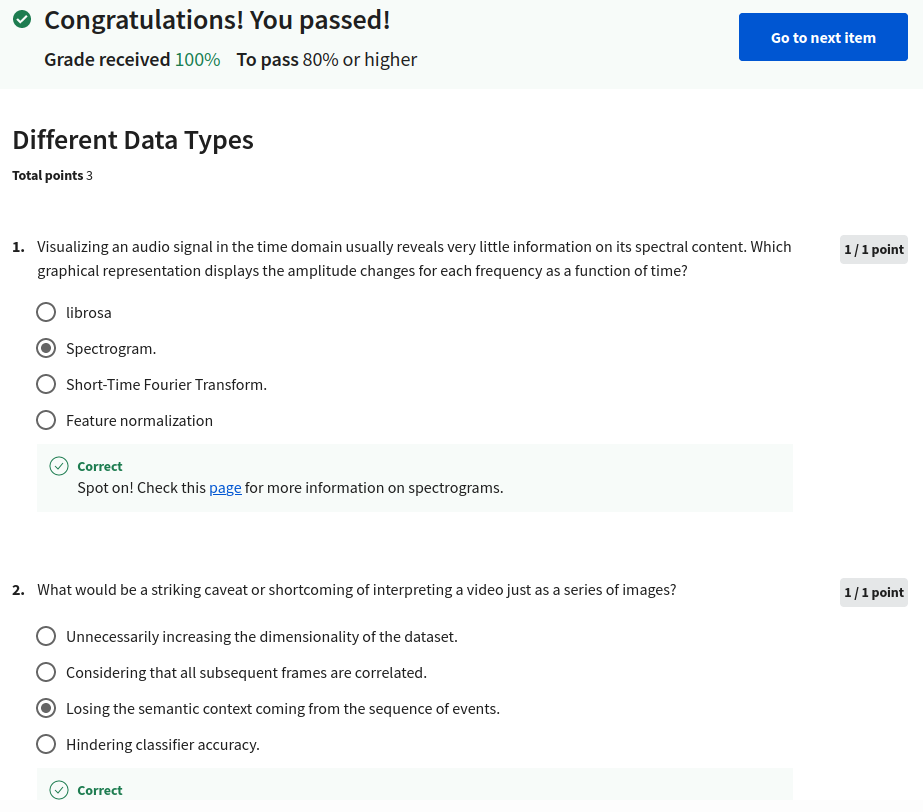 Congratulations! You passed!
Grade received 100% To pass 80% or higher
Go to next item
Different Data Types
Total points 3
1. Visualizing an audio signal in the time domain usually reveals very little information on its spectral content. Which
graphical representation displays the amplitude changes for each frequency as a function of time?
1 / 1 point
librosa
Spectrogram.
Short-Time Fourier Transform.
Feature normalization
Correct
Spot on! Check this page for more information on spectrograms.
2. What would be a striking caveat or shortcoming of interpreting a video just as a series of images?
1 / 1 point
Unnecessarily increasing the dimensionality of the dataset.
Considering that all subsequent frames are correlated.
Losing the semantic context coming from the sequence of events.
Hindering classifier accuracy.
Correct